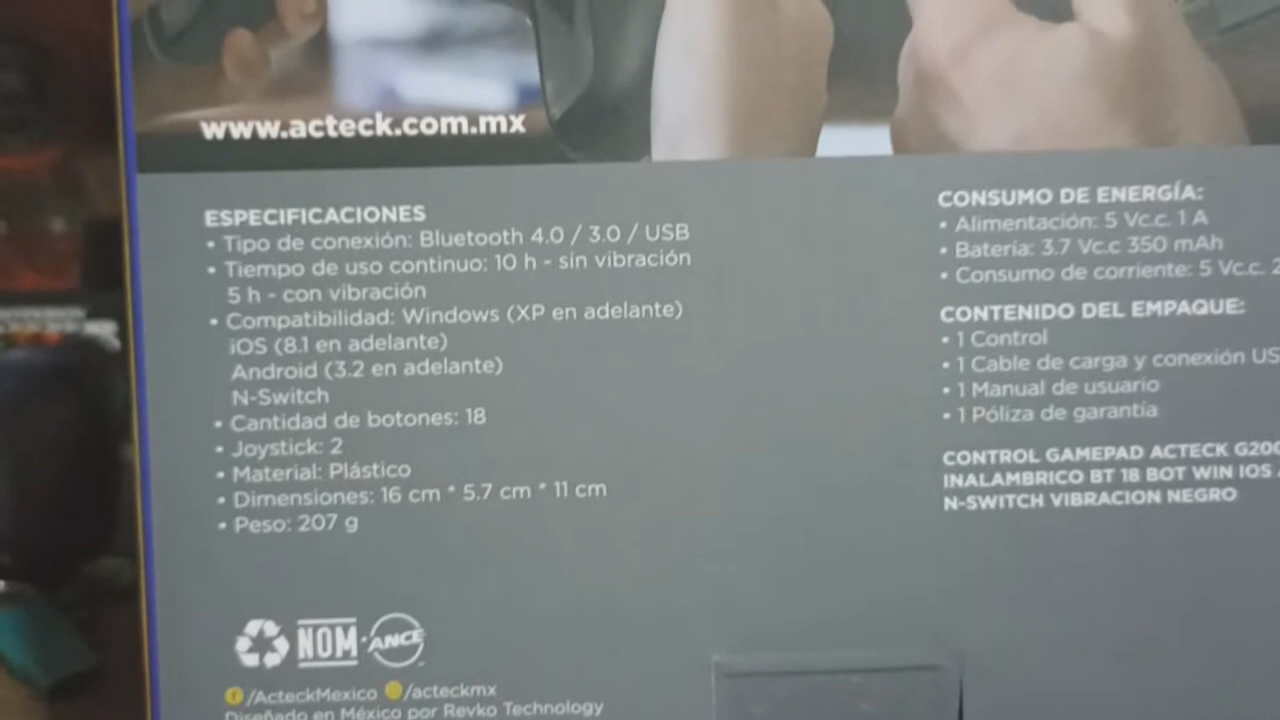 www.acteck.com.mx
ESPECIFICACIONES
• Tipo de conexión: Bluetooth 4.0 / 3.0 / USB
• Tiempo de uso continuo: 10 h - sin vibración
5 h - con vibración
• Compatibilidad: Windows (XP en adelante)
iOS (8.1 en adelante)
Android (3.2 en adelante)
N-Switch
• Cantidad de botones: 18
• Joystick: 2
• Material: Plástico
• Dimensiones: 16 cm * 5.7 cm * 11 cm
• Peso: 207 g
NOM-ANCE
/ActeckMexico /acteckmx
Diseñado en México por Revko Technology
CONSUMO DE ENERGÍA:
• Alimentación: 5 Vc.c. 1 A
• Batería: 3.7 Vc.c 350 mAh
• Consumo de corriente: 5 Vc.c.
CONTENIDO DEL EMPAQUE:
• 1 Control
• 1 Cable de carga y conexión
• 1 Manual de usuario
• 1 Póliza de garantía
CONTROL GAMEPAD ACTECK
INALAMBRICO BT 18 BOT WIN IOS
N-SWITCH VIBRACION NEGRO